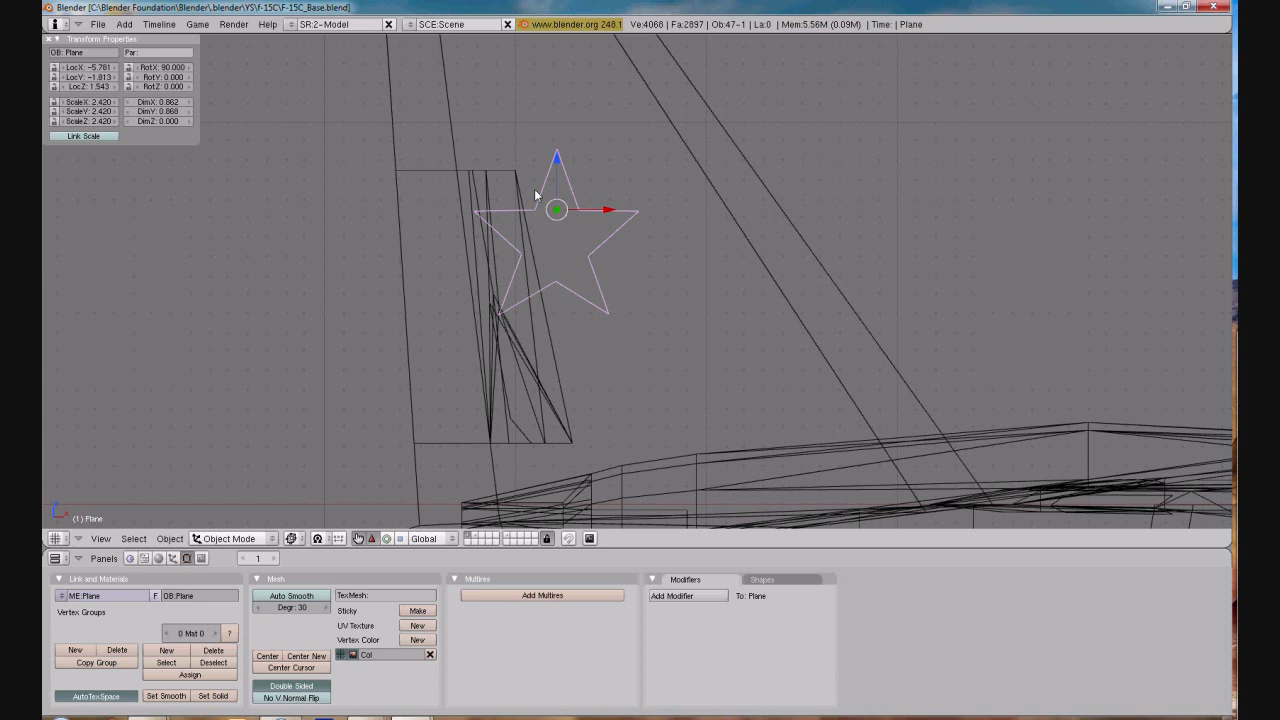 Blender [C:\Blender Foundation\Blender\.blender\YS\f-15C\F-15C_Base.blend]
File Add Timeline Game Render Help SR:2-Model SCE:Scene www.blender.org 248.1 Ve:4066 | Fa:2897 | Ob:47-1 | La:0 | Mem:5.56M (0.09M) | Time: | Plane
Transform Properties
OB: Plane Par:
LocX: -5.781 RotX: 90.000
LocY: -1.813 RotY: 0.000
LocZ: 1.543 RotZ: 0.000
ScaleX: 2.420 DimX: 0.862
ScaleY: 2.420 DimY: 0.868
ScaleZ: 2.420 DimZ: 0.000
Link Scale
(1) Plane
View Select Object Object Mode Global
Panels 1
Link and Materials Mesh Multires Modifiers Shapes
ME:Plane F OB:Plane Auto Smooth TexMesh: Add Multires Add Modifier To: Plane
Vertex Groups Degr: 30 Sticky Make
UV Texture New
0 Mat 0 ? Vertex Color New
New Delete New Delete Center Center New Col
Copy Group Select Deselect Center Cursor
Assign Double Sided
AutoTexSpace Set Smooth Set Solid No V.Normal Flip